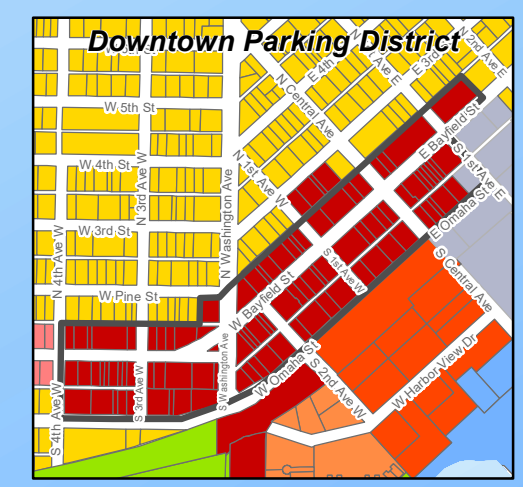 Downtown Parking District
E 4th
N 2nd Ave E
E 3rd
N Central Ave
W 5th St
E Bayfield St
W 4th St
N 3rd Ave W
N 1st Ave W
S 1st Ave E
N Washington Ave
W 3rd St
E Omaha St
N 4th Ave W
S 1st Ave W
S Central Ave
W Pine St
W Bayfield St
W Harbor View Dr
S Washington Ave
W Omaha St
S 2nd Ave W
S 3rd Ave W
S 4th Ave W